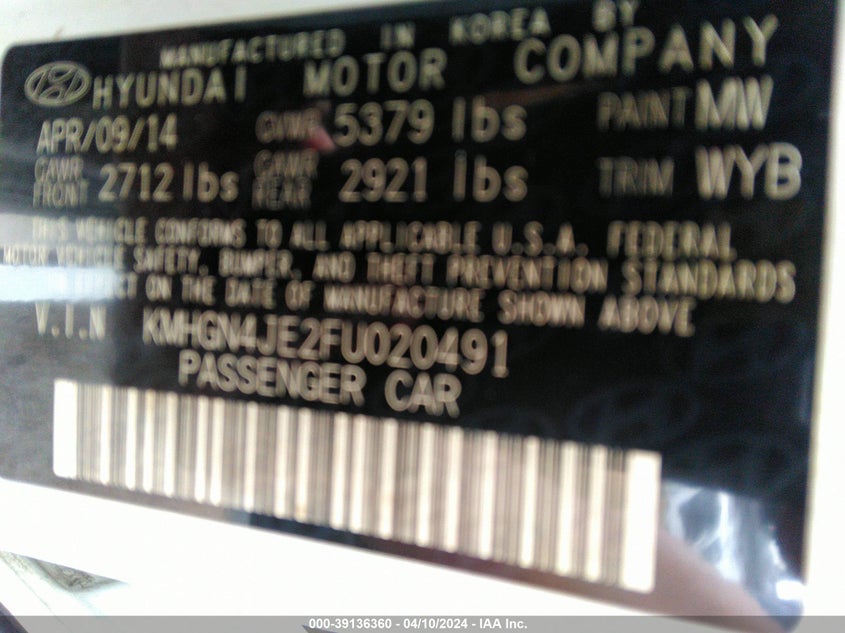 MANUFACTURED IN KOREA BY
HYUNDAI MOTOR COMPANY
APR/09/14 GVWR 5379 lbs PAINT MW
GAWR FRONT 2712 lbs GAWR REAR 2921 lbs TRIM WYB
THIS VEHICLE CONFORMS TO ALL APPLICABLE U.S.A. FEDERAL
MOTOR VEHICLE SAFETY, BUMPER, AND THEFT PREVENTION STANDARDS
IN EFFECT ON THE DATE OF MANUFACTURE SHOWN ABOVE
V.I.N KMHGN4JE2FU020491
PASSENGER CAR
000-39136360 - 04/10/2024 - IAA Inc.